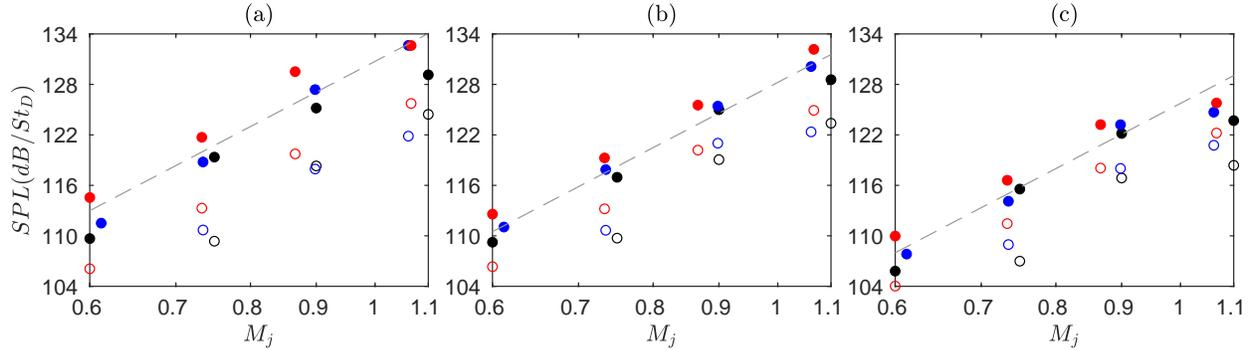 (a) (b) (c)
SPL(dB/St_D)
134 134 134
128 128 128
122 122 122
116 116 116
110 110 110
104 104 104
0.6 0.7 0.8 0.9 1 1.1 0.6 0.7 0.8 0.9 1 1.1 0.6 0.7 0.8 0.9 1 1.1
M_j M_j M_j